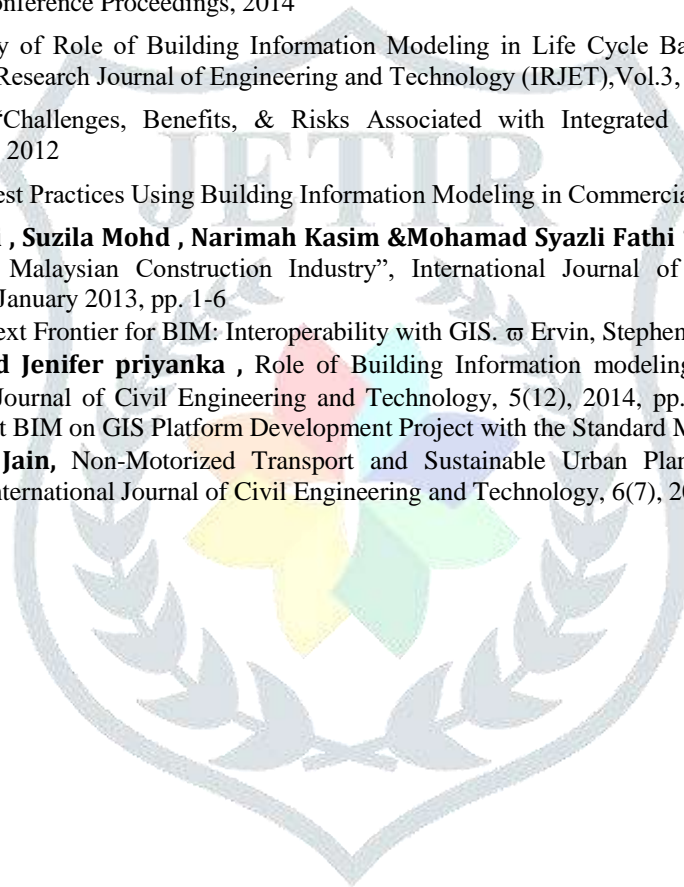 onference Proceedings, 2014
y of Role of Building Information Modeling in Life Cycle Ba
Research Journal of Engineering and Technology (IRJET),Vol.3,
“Challenges, Benefits, & Risks Associated with Integrated
2012
est Practices Using Building Information Modeling in Commercia
, Suzila Mohd , Narimah Kasim &Mohamad Syazli Fathi
Malaysian Construction Industry”, International Journal of
January 2013, pp. 1-6
ext Frontier for BIM: Interoperability with GIS. ϖ Ervin, Stephen
d Jenifer priyanka , Role of Building Information modeling
Journal of Civil Engineering and Technology, 5(12), 2014, pp.
t BIM on GIS Platform Development Project with the Standard M
Jain, Non-Motorized Transport and Sustainable Urban Plan
nternational Journal of Civil Engineering and Technology, 6(7), 20
JETIR